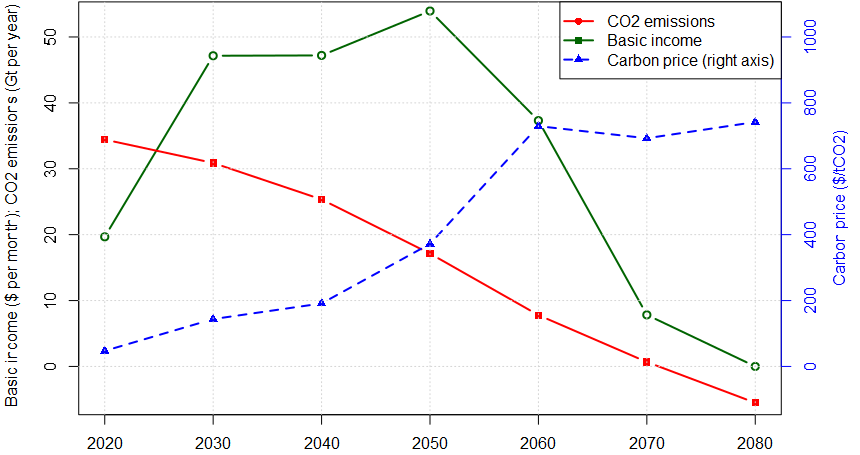 Basic income ($ per month); CO2 emissions (Gt per year)
50
40
30
20
10
0
CO2 emissions
Basic income
Carbon price (right axis)
1000
800
600
400
200
0
Carbon price ($/tCO2)
2020 2030 2040 2050 2060 2070 2080